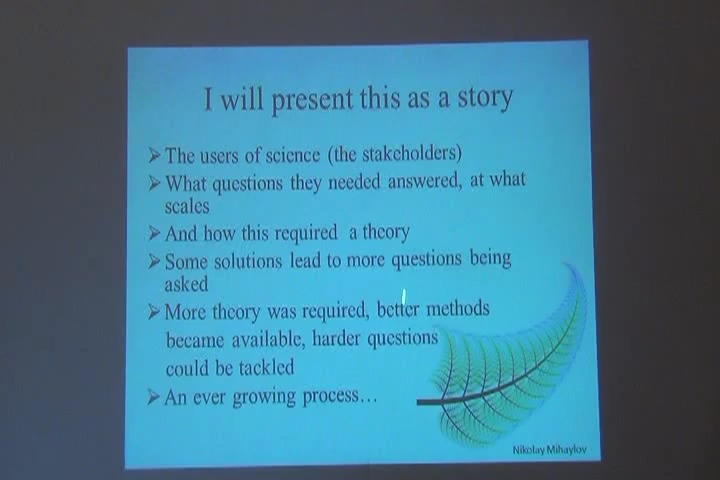 I will present this as a story
➢ The users of science (the stakeholders)
➢ What questions they needed answered, at what
scales
➢ And how this required a theory
➢ Some solutions lead to more questions being
asked
➢ More theory was required, better methods
became available, harder questions
could be tackled
➢ An ever growing process…
Nikolay Mihaylov